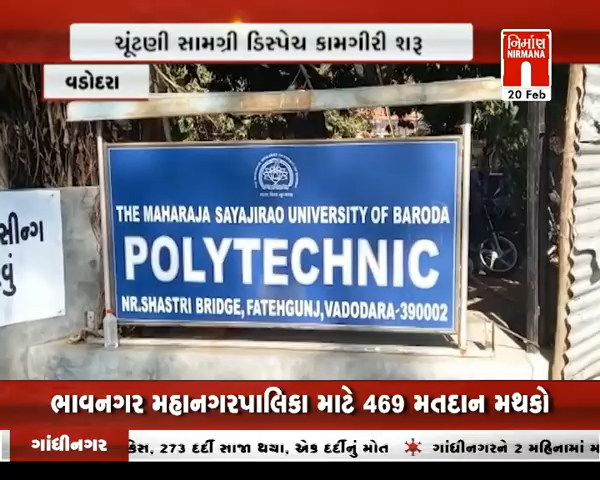 ચૂંટણી સામગ્રી ડિસ્પેચ કામગીરી શરૂ
નિર્માણ
NIRMANA
20 Feb
વડોદરા
THE MAHARAJA SAYAJIRAO UNIVERSITY OF BARODA
POLYTECHNIC
NR.SHASTRI BRIDGE, FATEHGUNJ, VADODARA-390002
ભાવનગર મહાનગરપાલિકા માટે 469 મતદાન મથકો
ગાંધીનગર
કેસ, 273 દર્દી સાજા થયા, એક દર્દીનું મોત ગાંધીનગરને 2 મહિનામાં